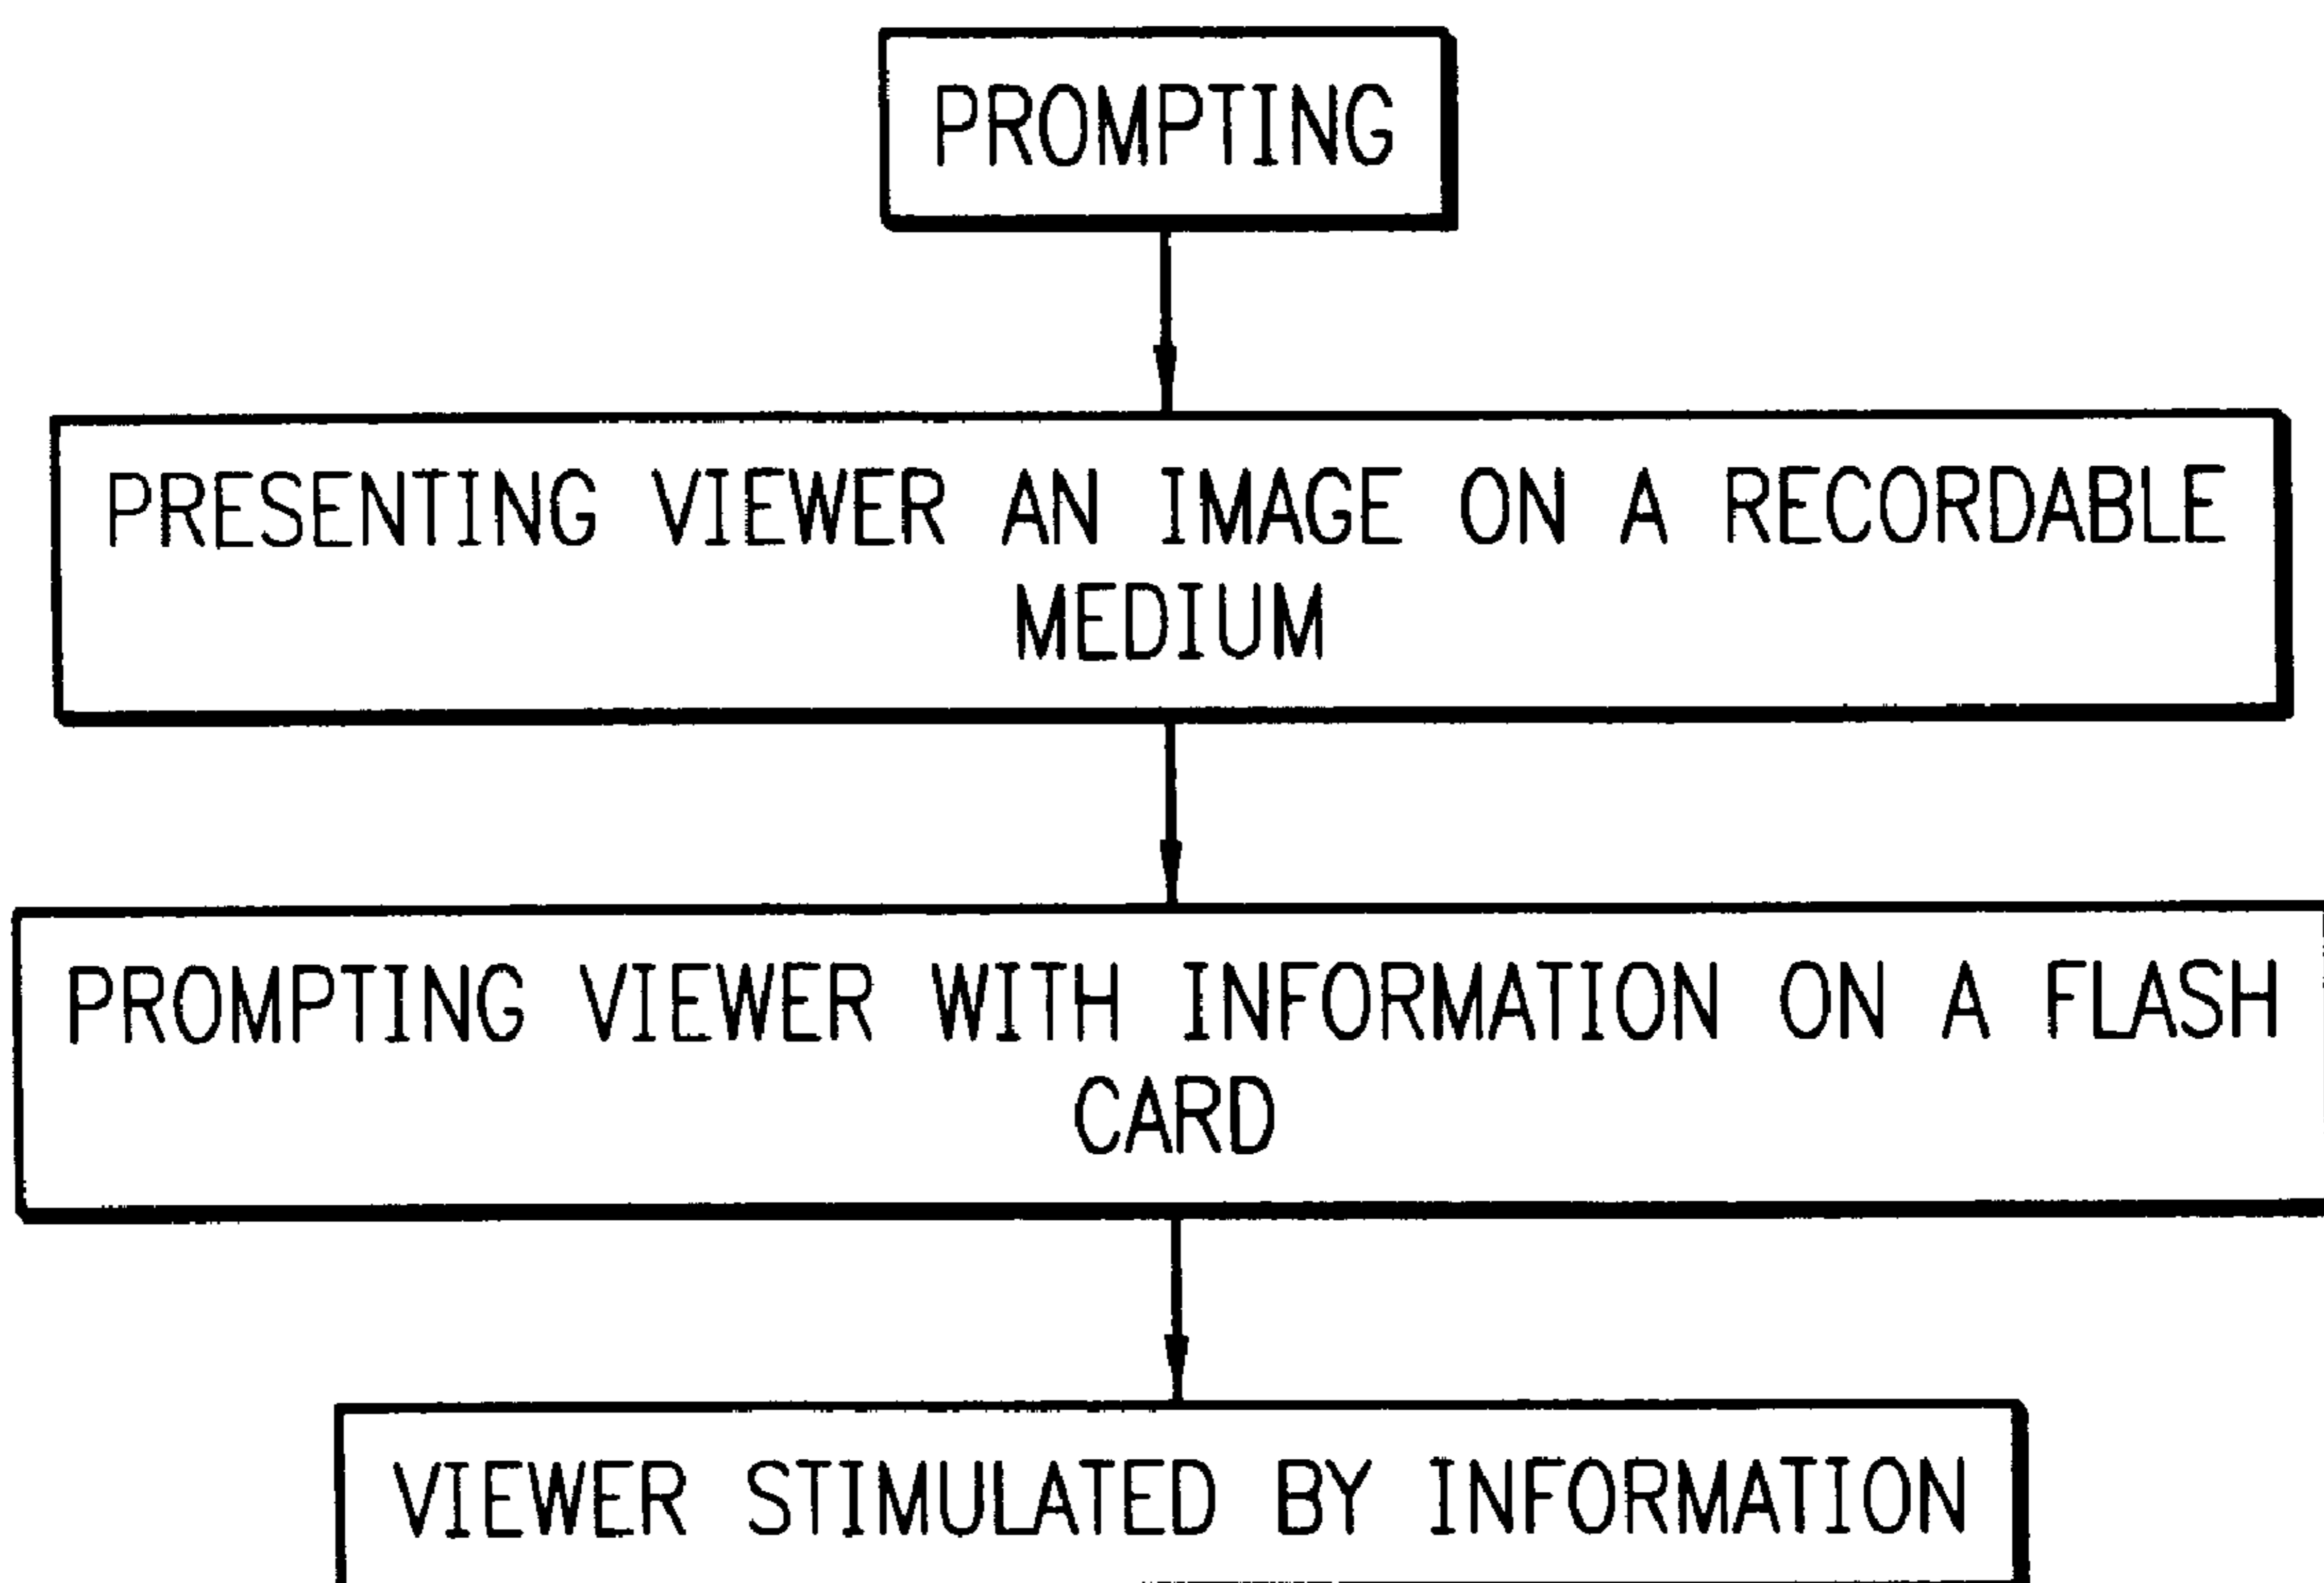 PROMPTING
PRESENTING VIEWER AN IMAGE ON A RECORDABLE
MEDIUM
PROMPTING VIEWER WITH INFORMATION ON A FLASH
CARD
VIEWER STIMULATED BY INFORMATION